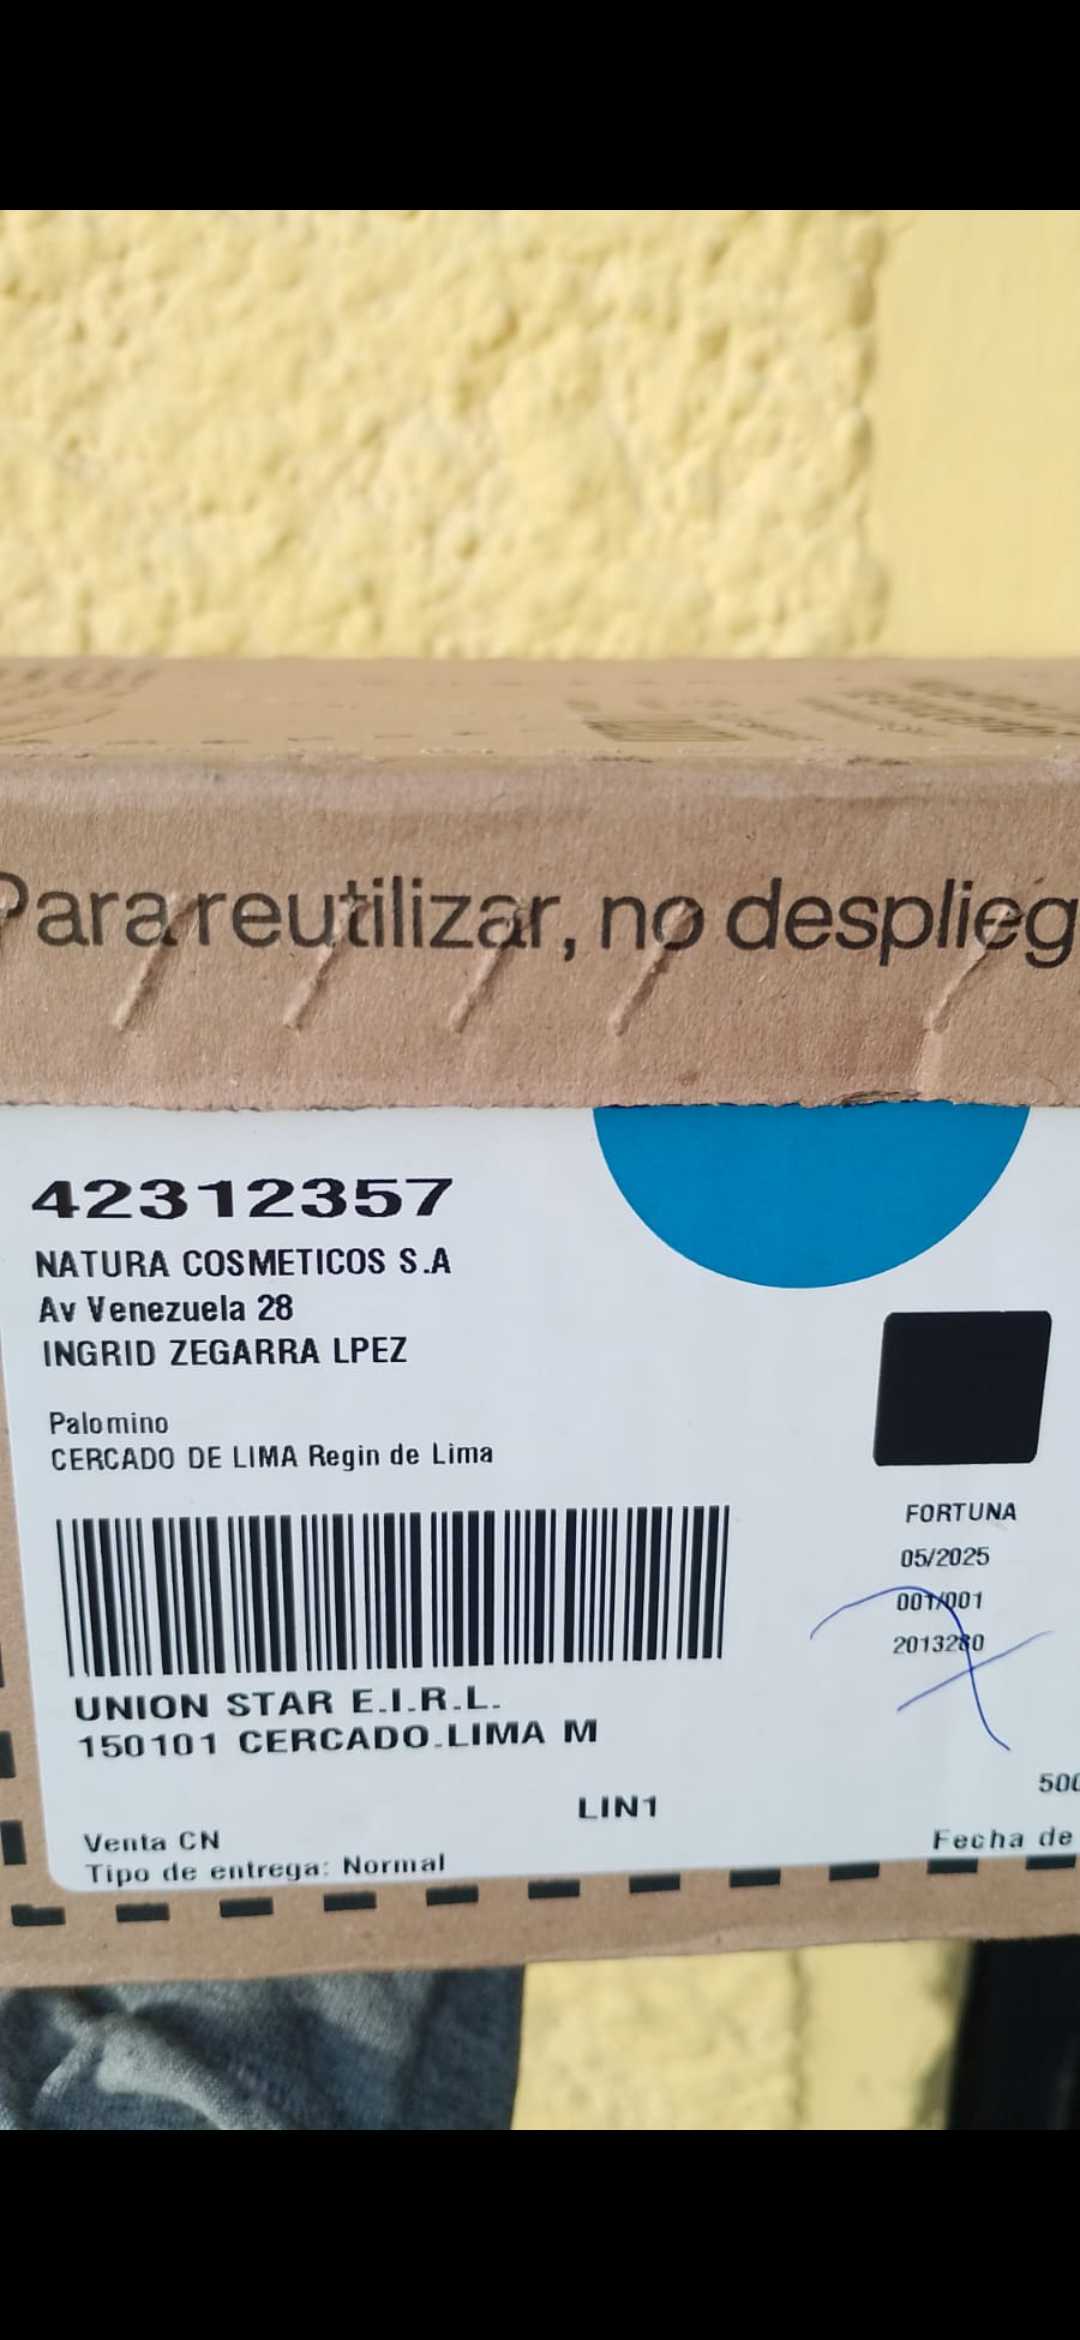 Para reutilizar, no desplieg
42312357
NATURA COSMETICOS S.A
Av Venezuela 28
INGRID ZEGARRA LPEZ
Palomino
CERCADO DE LIMA Regin de Lima
FORTUNA
05/2025
001/001
2013280
UNION STAR E.I.R.L.
150101 CERCADO.LIMA M
LIN1
500
Venta CN
Fecha de
Tipo de entrega: Normal